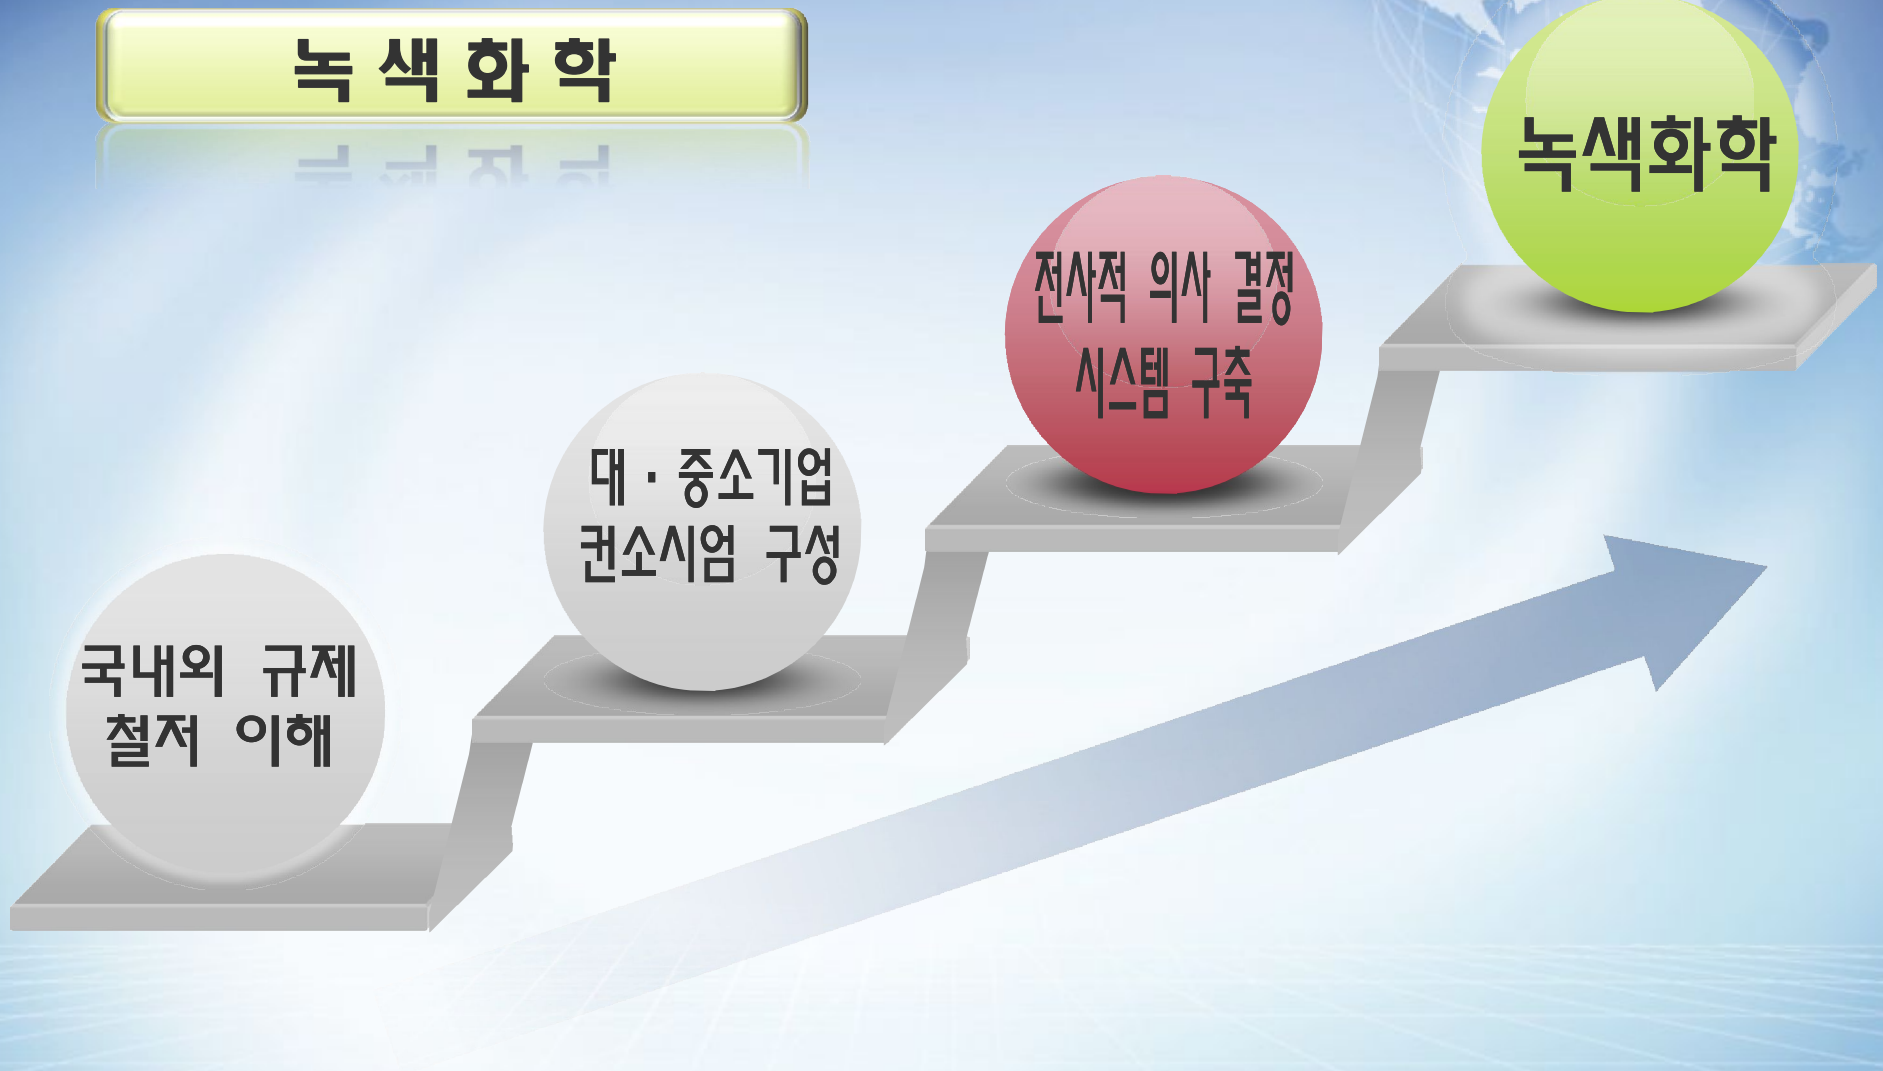 녹색화학
녹색화학
전사적 의사 결정
시스템 구축
대·중소기업
컨소시엄 구성
국내외 규제
철저 이해